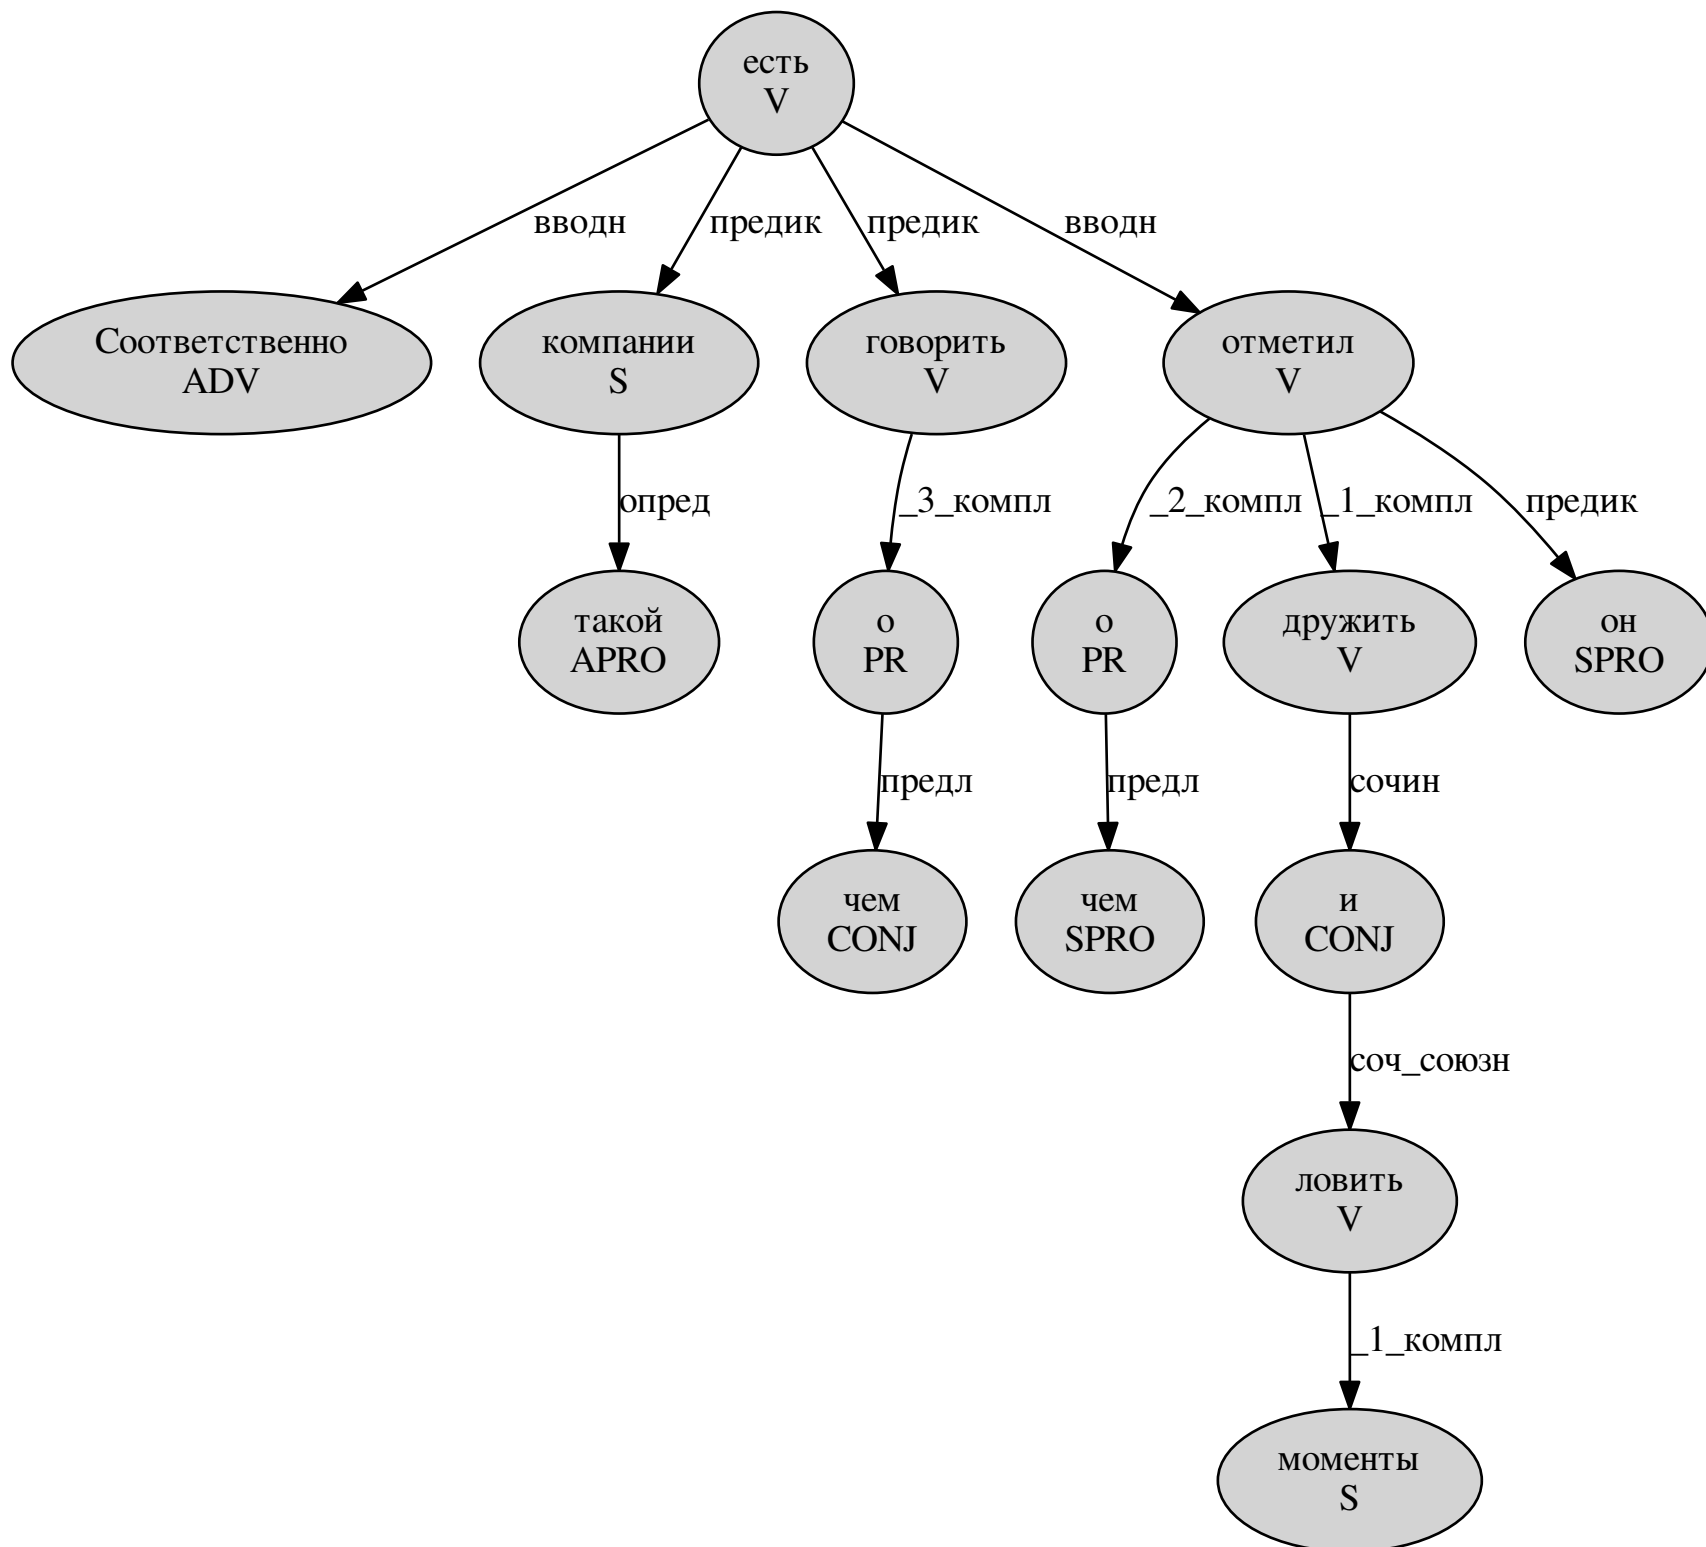 есть
V
вводн
предик
предик
вводн
Соответственно
ADV
компании
S
говорить
V
отметил
V
опред
_3_компл
_2_компл
_1_компл
предик
такой
APRO
о
PR
о
PR
дружить
V
он
SPRO
предл
предл
сочин
чем
CONJ
чем
SPRO
и
CONJ
соч_союзн
ловить
V
_1_компл
моменты
S